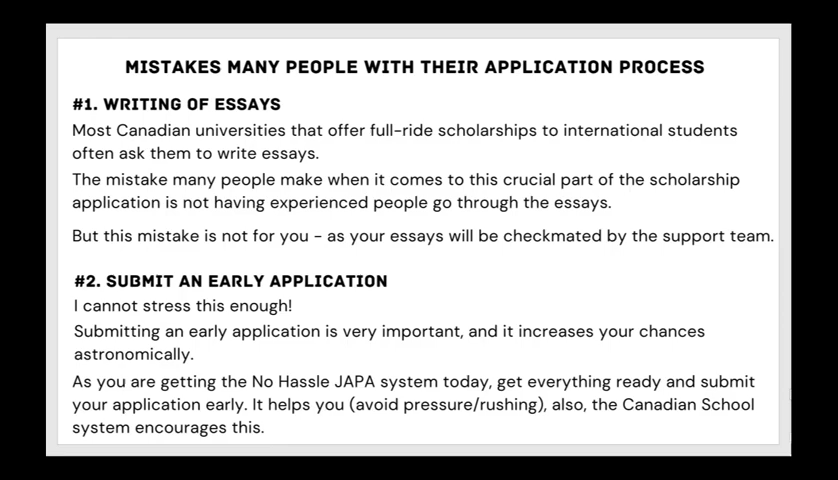 MISTAKES MANY PEOPLE WITH THEIR APPLICATION PROCESS
#1. WRITING OF ESSAYS
Most Canadian universities that offer full-ride scholarships to international students
often ask them to write essays.
The mistake many people make when it comes to this crucial part of the scholarship
application is not having experienced people go through the essays.
But this mistake is not for you - as your essays will be checkmated by the support team.
#2. SUBMIT AN EARLY APPLICATION
I cannot stress this enough!
Submitting an early application is very important, and it increases your chances
astronomically.
As you are getting the No Hassle JAPA system today, get everything ready and submit
your application early. It helps you (avoid pressure/rushing), also, the Canadian School
system encourages this.